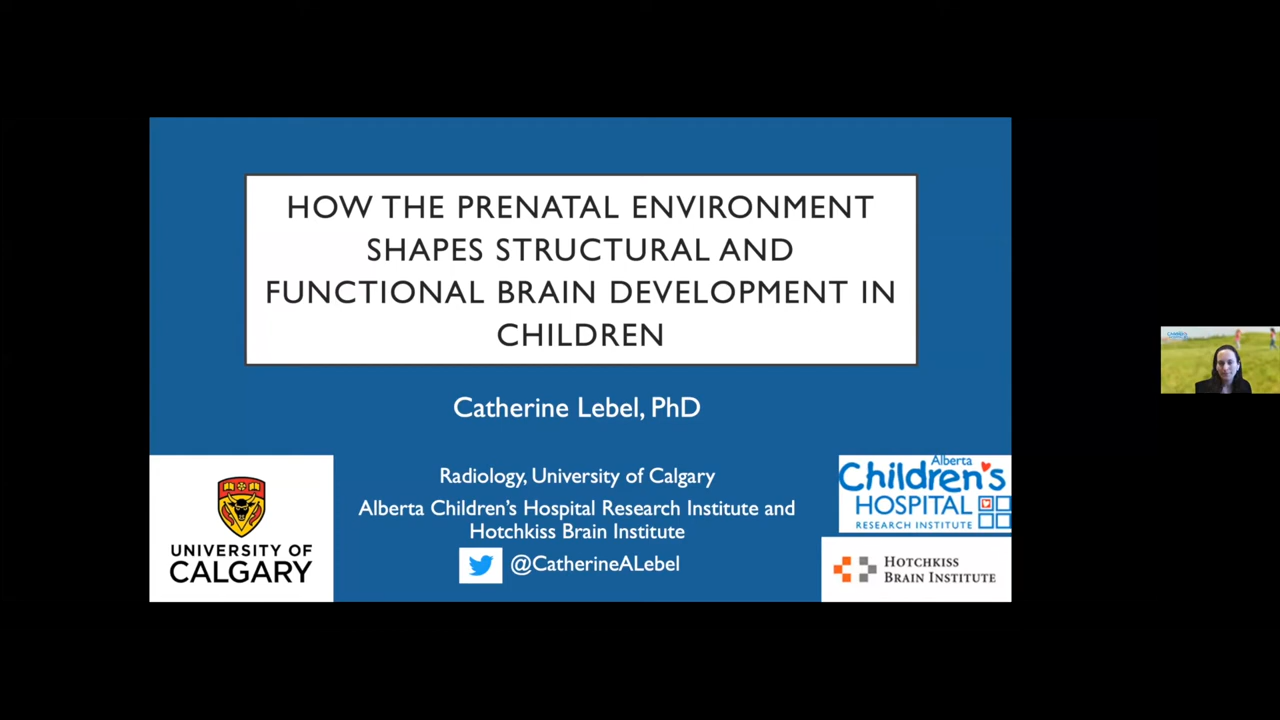 HOW THE PRENATAL ENVIRONMENT
SHAPES STRUCTURAL AND
FUNCTIONAL BRAIN DEVELOPMENT IN
CHILDREN
Catherine Lebel, PhD
Radiology, University of Calgary
Alberta Children's Hospital Research Institute and
Hotchkiss Brain Institute
@CatherineALebel
UNIVERSITY OF
CALGARY
Alberta
Children's
HOSPITAL
RESEARCH INSTITUTE
HOTCHKISS
BRAIN INSTITUTE